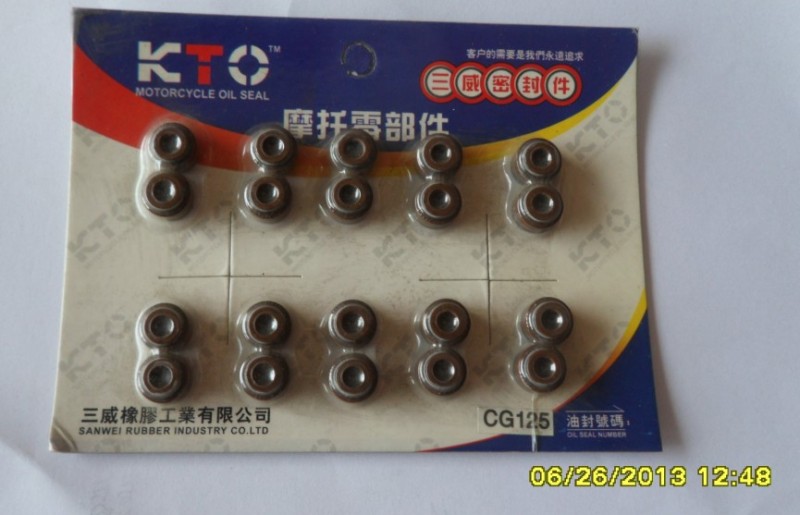 KTO™
MOTORCYCLE OIL SEAL
客户的需要是我們永远追求
三威密封件
摩托零部件
三威橡膠工業有限公司
SANWEI RUBBER INDUSTRY CO.LTD
CG125
油封號碼:
OIL SEAL NUMBER
06/26/2013 12:48